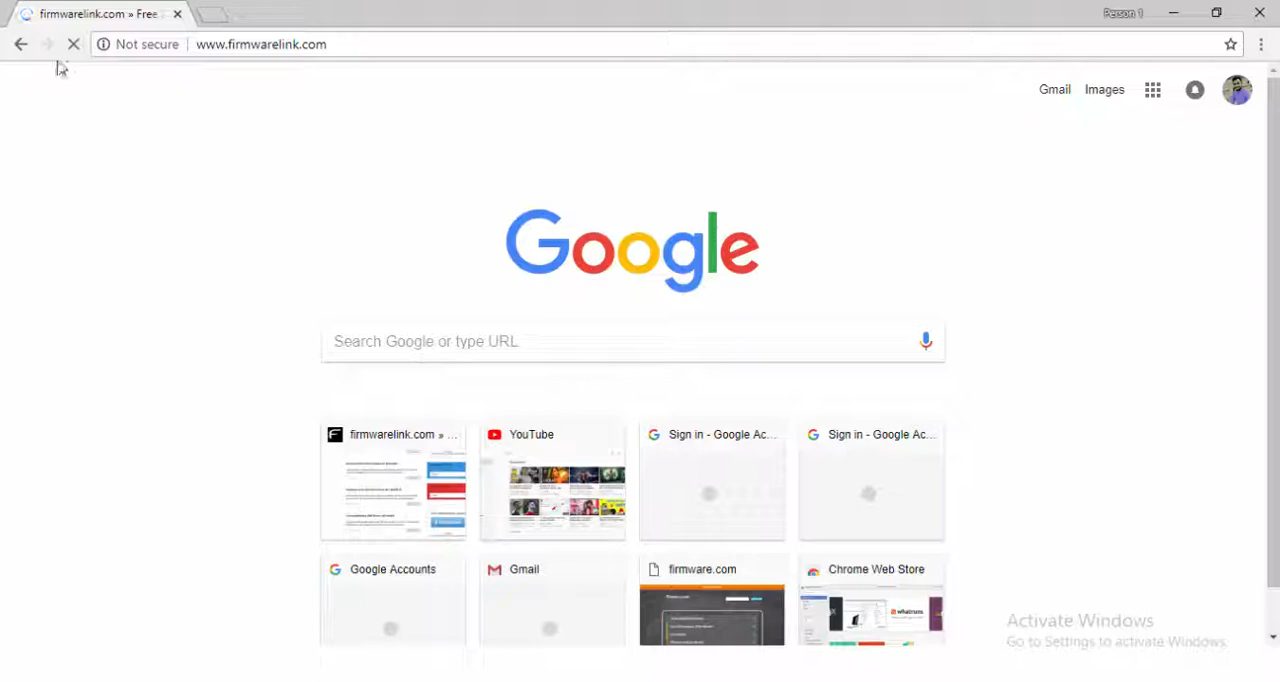 firmwarelink.com » Free
Person 1
Not secure
www.firmwarelink.com
Gmail
Images
Google
Search Google or type URL
firmwarelink.com » ...
YouTube
Sign in - Google Ac...
Sign in - Google Ac...
Google Accounts
Gmail
firmware.com
Chrome Web Store
Activate Windows
Go to Settings to activate Windows.